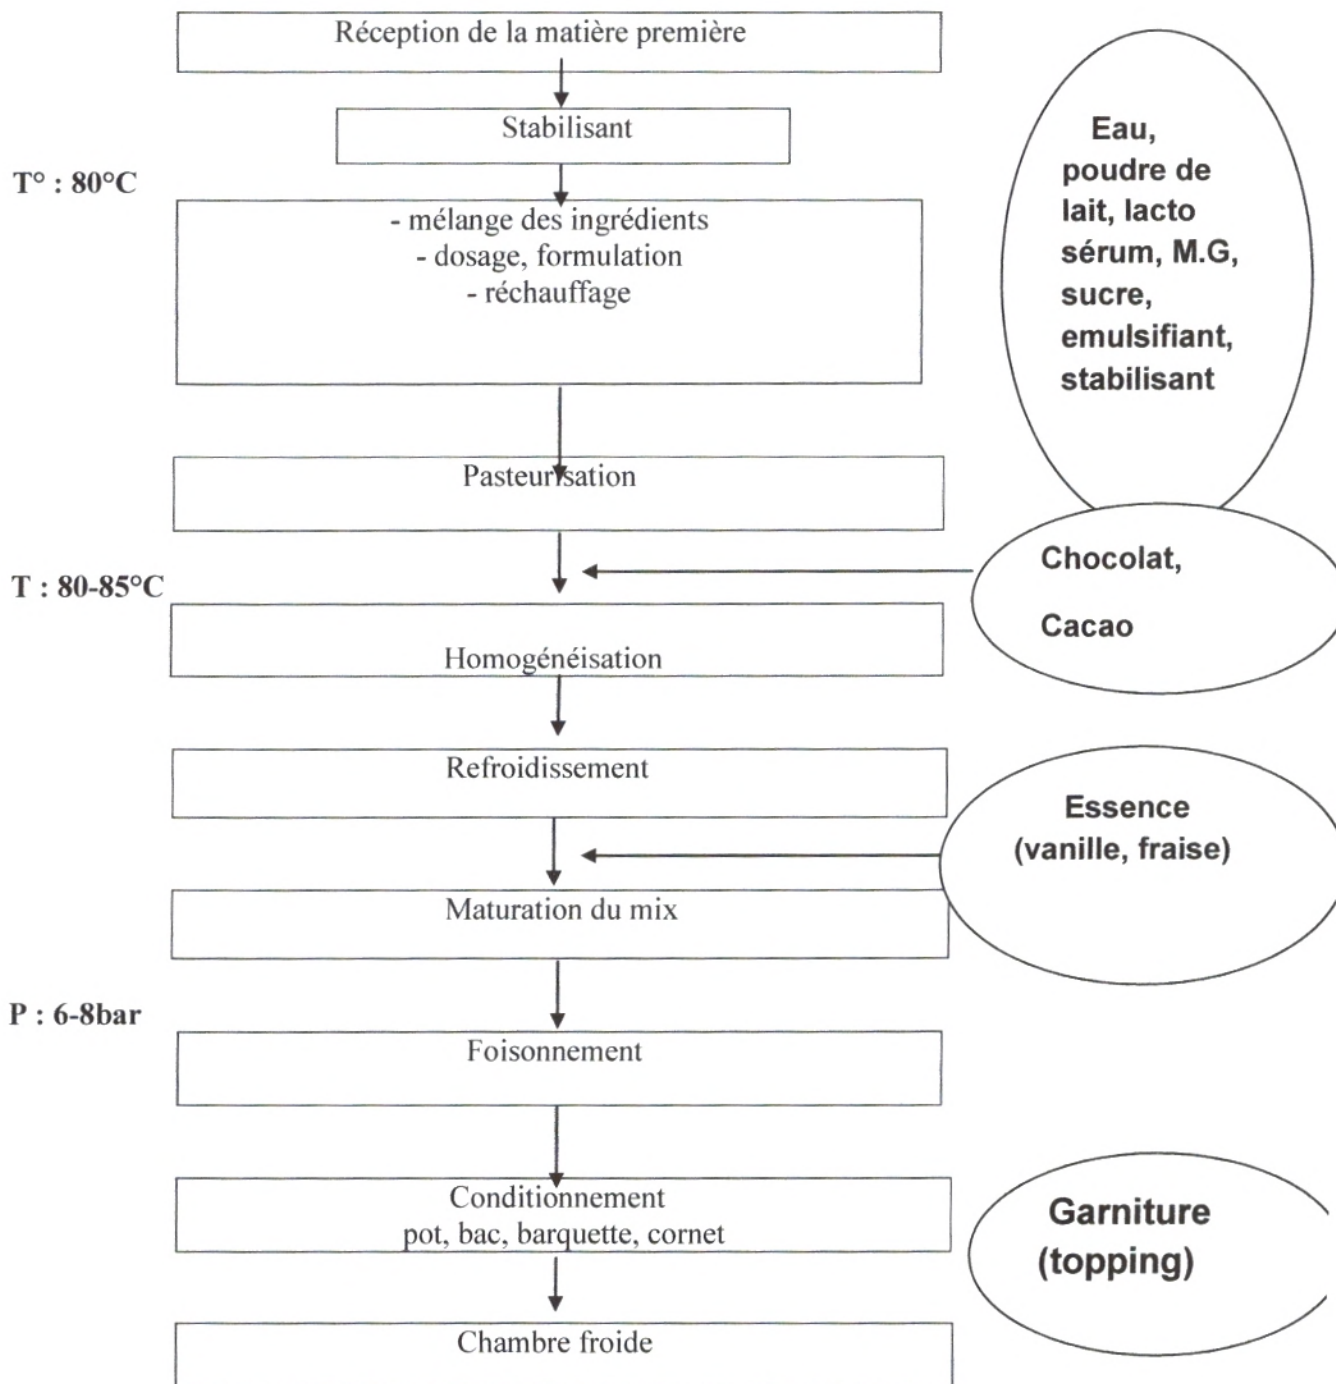 Réception de la matière première
Stabilisant
T° : 80°C
- mélange des ingrédients
- dosage, formulation
- réchauffage
Eau,
poudre de
lait, lacto
sérum, M.G,
sucre,
emulsifiant,
stabilisant
Pasteurisation
Chocolat,
Cacao
T : 80-85°C
Homogénéisation
Refroidissement
Essence
(vanille, fraise)
Maturation du mix
P : 6-8bar
Foisonnement
Conditionnement
pot, bac, barquette, cornet
Garniture
(topping)
Chambre froide